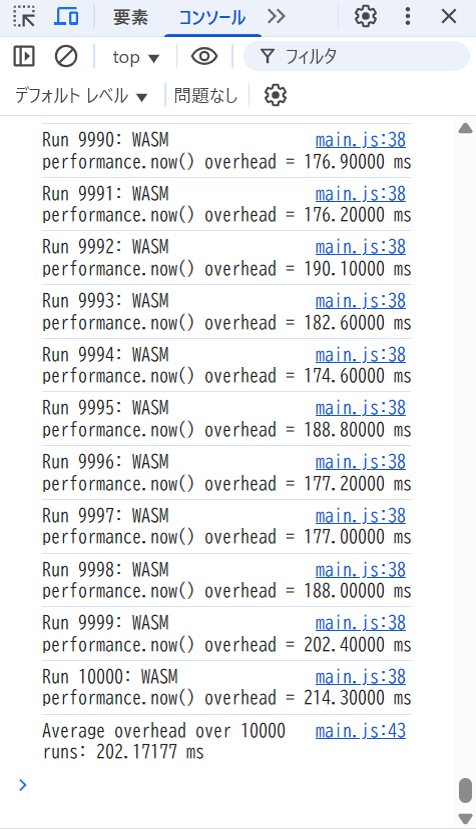 要素 コンソール
top ▼ フィルタ
デフォルト レベル ▼ 問題なし
Run 9990: WASM main.js:38
performance.now() overhead = 176.90000 ms
Run 9991: WASM main.js:38
performance.now() overhead = 176.20000 ms
Run 9992: WASM main.js:38
performance.now() overhead = 190.10000 ms
Run 9993: WASM main.js:38
performance.now() overhead = 182.60000 ms
Run 9994: WASM main.js:38
performance.now() overhead = 174.60000 ms
Run 9995: WASM main.js:38
performance.now() overhead = 188.80000 ms
Run 9996: WASM main.js:38
performance.now() overhead = 177.20000 ms
Run 9997: WASM main.js:38
performance.now() overhead = 177.00000 ms
Run 9998: WASM main.js:38
performance.now() overhead = 188.00000 ms
Run 9999: WASM main.js:38
performance.now() overhead = 202.40000 ms
Run 10000: WASM main.js:38
performance.now() overhead = 214.30000 ms
Average overhead over 10000 main.js:43
runs: 202.17177 ms